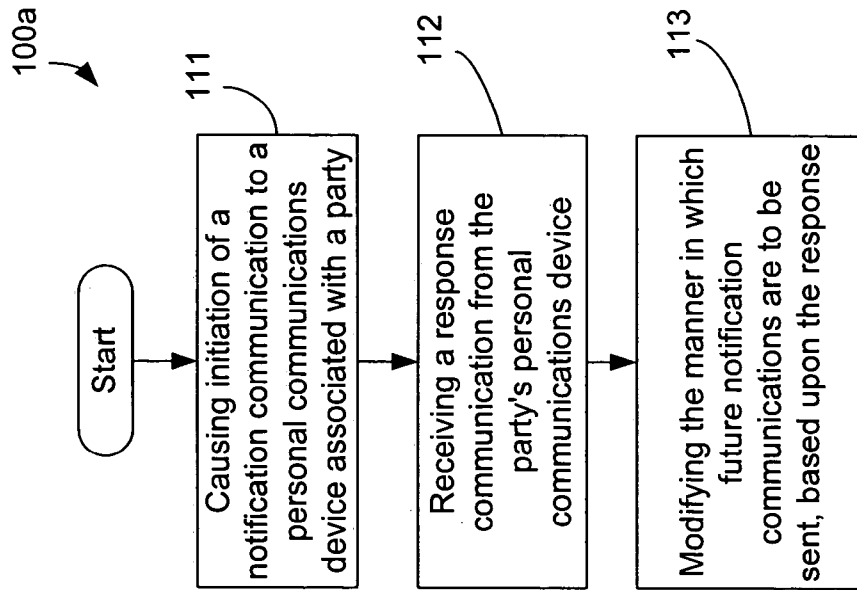 100a
Start
111
Causing initiation of a
notification communication to a
personal communications
device associated with a party
112
Receiving a response
communication from the
party's personal
communications device
113
Modifying the manner in which
future notification
communications are to be
sent, based upon the response